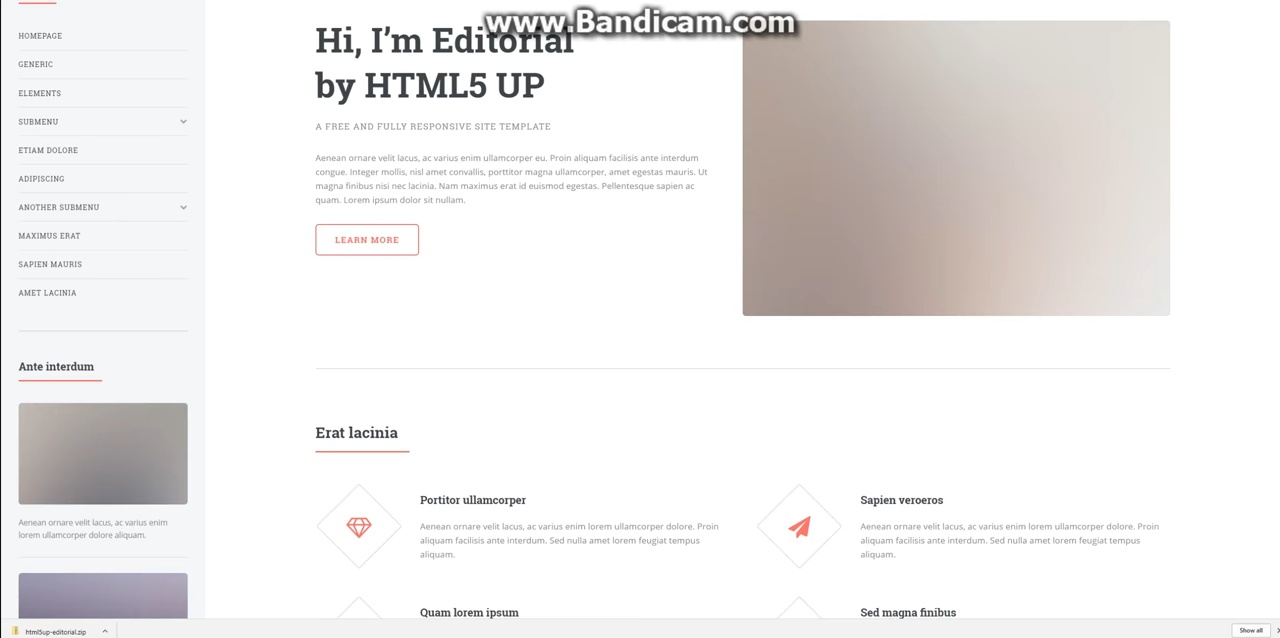 www.Bandicam.com
HOMEPAGE
GENERIC
ELEMENTS
SUBMENU
ETIAM DOLORE
ADIPISCING
ANOTHER SUBMENU
MAXIMUS ERAT
SAPIEN MAURIS
AMET LACINIA
Ante interdum
Aenean ornare velit lacus, ac varius enim
lorem ullamcorper dolore aliquam.
Hi, I’m Editorial
by HTML5 UP
A FREE AND FULLY RESPONSIVE SITE TEMPLATE
Aenean ornare velit lacus, ac varius enim ullamcorper eu. Proin aliquam facilisis ante interdum
congue. Integer mollis, nisl amet convallis, porttitor magna ullamcorper, amet egestas mauris. Ut
magna finibus nisi nec lacinia. Nam maximus erat id euismod egestas. Pellentesque sapien ac
quam. Lorem ipsum dolor sit nullam.
LEARN MORE
Erat lacinia
Portitor ullamcorper
Aenean ornare velit lacus, ac varius enim lorem ullamcorper dolore. Proin
aliquam facilisis ante interdum. Sed nulla amet lorem feugiat tempus
aliquam.
Sapien veroeros
Aenean ornare velit lacus, ac varius enim lorem ullamcorper dolore. Proin
aliquam facilisis ante interdum. Sed nulla amet lorem feugiat tempus
aliquam.
Quam lorem ipsum
Sed magna finibus
html5up-editorial.zip
Show all